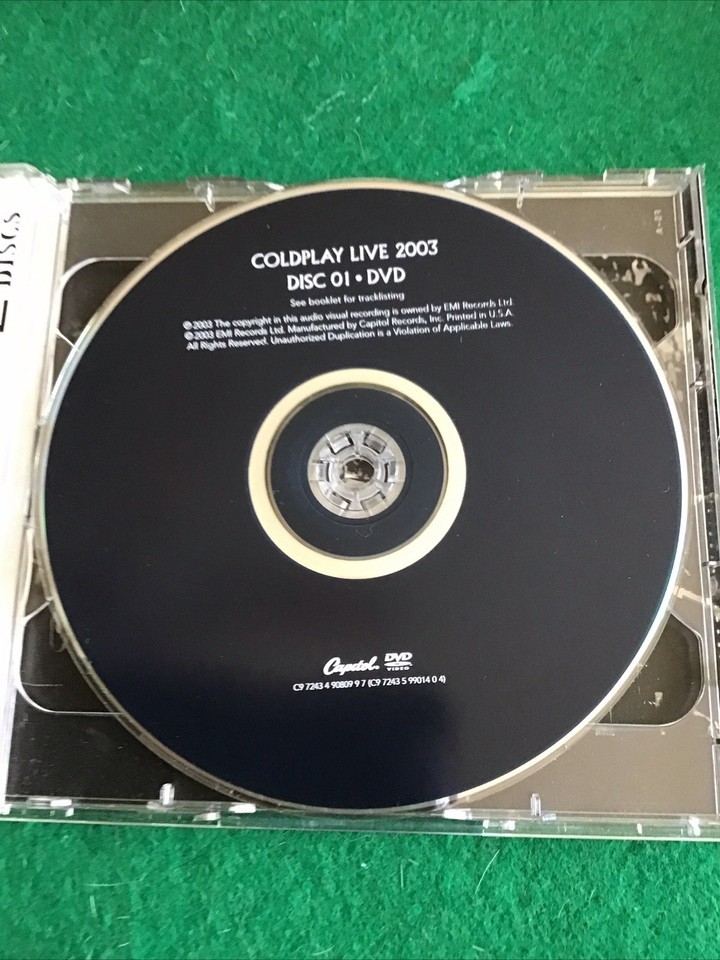 2 DISCS
COLDPLAY LIVE 2003
DISC 01 • DVD
See booklet for tracklisting
℗ 2003 The copyright in this audio visual recording is owned by EMI Records Ltd.
© 2003 EMI Records Ltd. Manufactured by Capitol Records, Inc. Printed in U.S.A.
All Rights Reserved. Unauthorized Duplication is a Violation of Applicable Laws.
Capitol. DVD
VIDEO
C9 7243 4 90809 9 7 (C9 7243 5 99014 0 4)